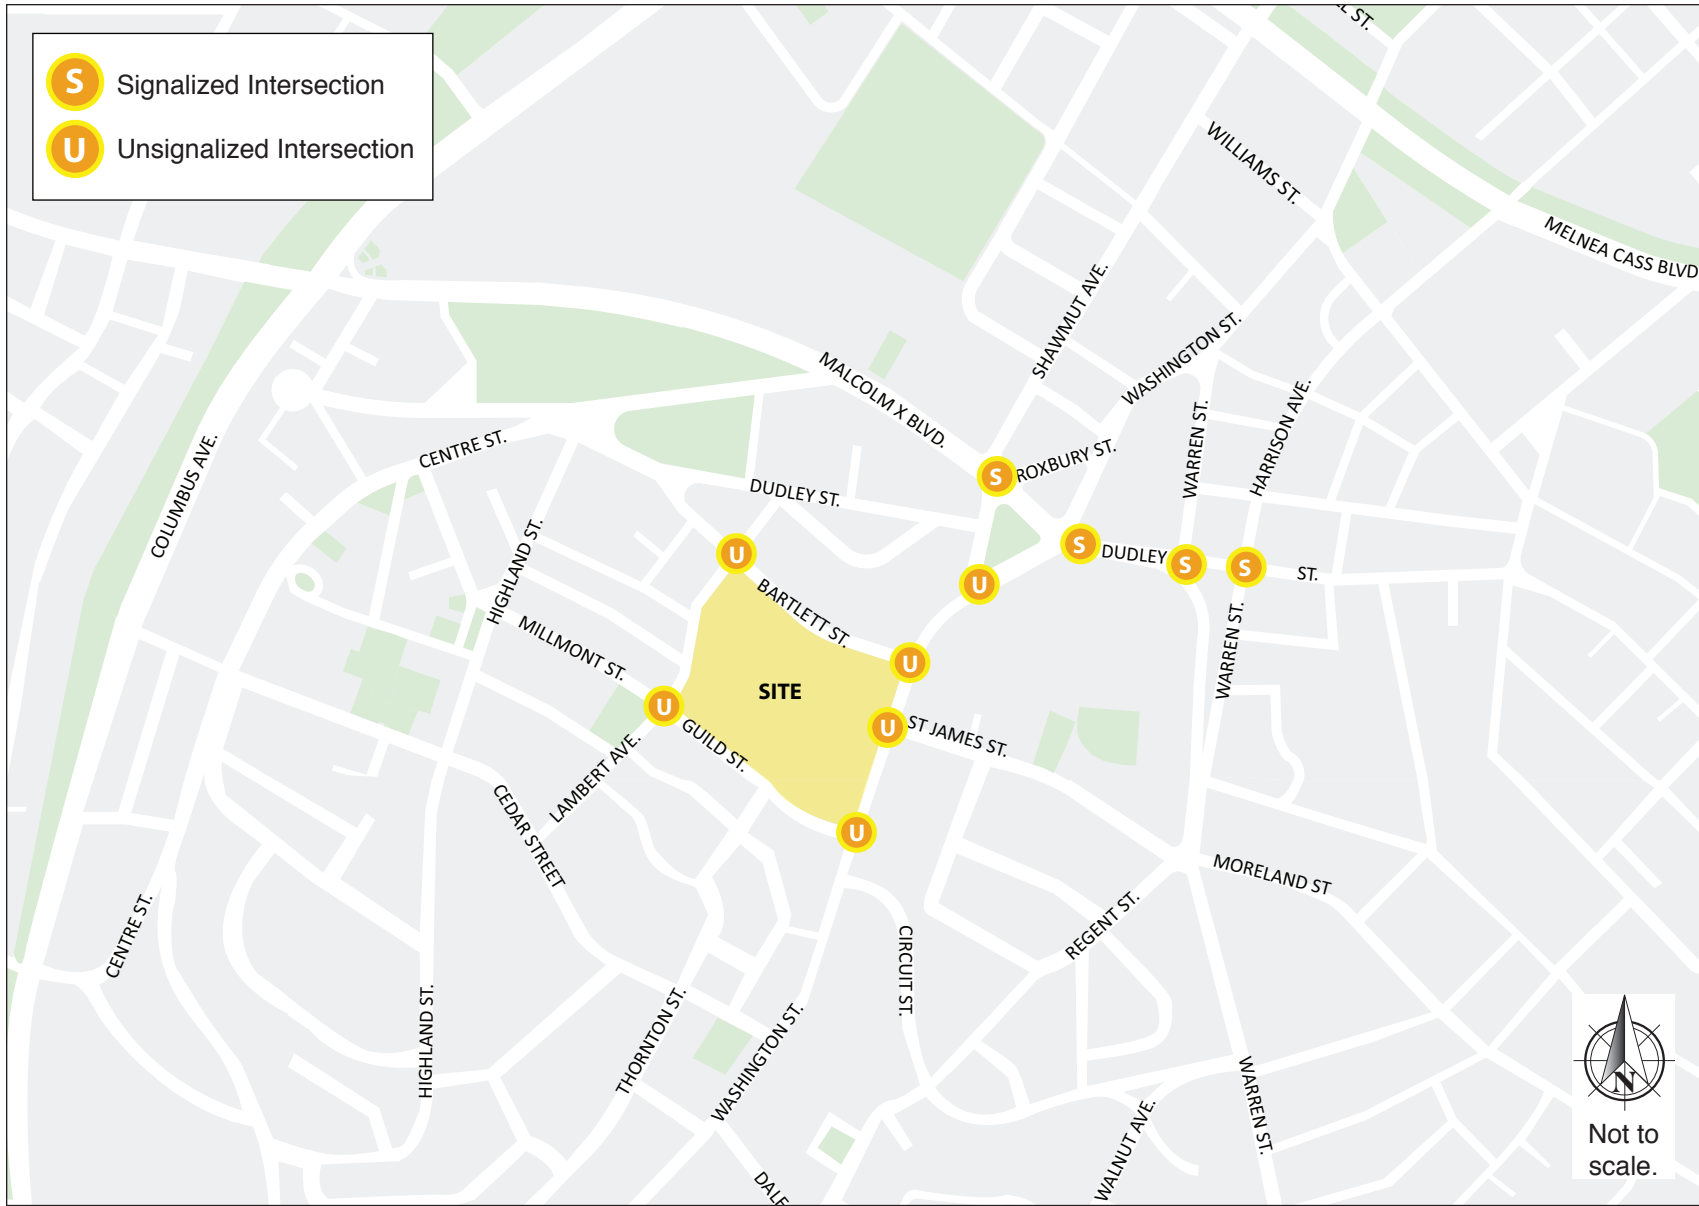 S Signalized Intersection
U Unsignalized Intersection
L ST.
WILLIAMS ST.
MELNEA CASS BLVD
SHAWMUT AVE.
WASHINGTON ST.
MALCOLM X BLVD.
HARRISON AVE.
WARREN ST.
CENTRE ST.
COLUMBUS AVE.
S
ROXBURY ST.
DUDLEY ST.
HIGHLAND ST.
U
S
DUDLEY
S
S
ST.
U
BARTLETT ST.
MILLMONT ST.
WARREN ST.
U
SITE
U
GUILD ST.
U
ST JAMES ST.
LAMBERT AVE.
CEDAR STREET
U
MORELAND ST
REGENT ST.
CENTRE ST.
CIRCUIT ST.
HIGHLAND ST.
THORNTON ST.
WASHINGTON ST.
WARREN ST.
WALNUT AVE.
DALE
N
Not to
scale.